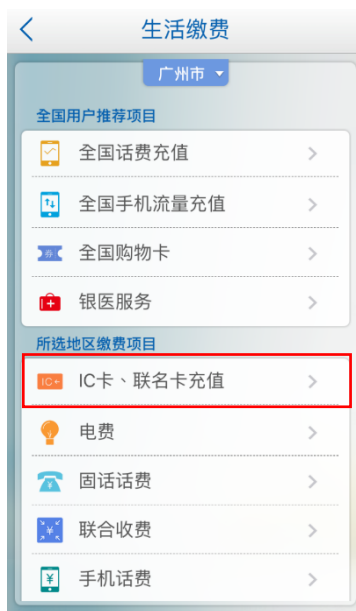 生活缴费
广州市
全国用户推荐项目
全国话费充值
全国手机流量充值
券
全国购物卡
银医服务
所选地区缴费项目
IC
IC卡、联名卡充值
电费
¥
固话话费
¥
联合收费
¥
手机话费